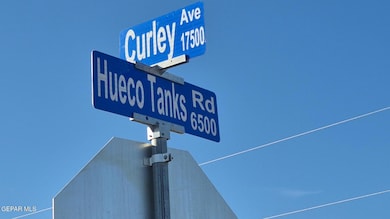 Curley Ave
17500
Hueco Tanks Rd
6500
GEPAR MLS